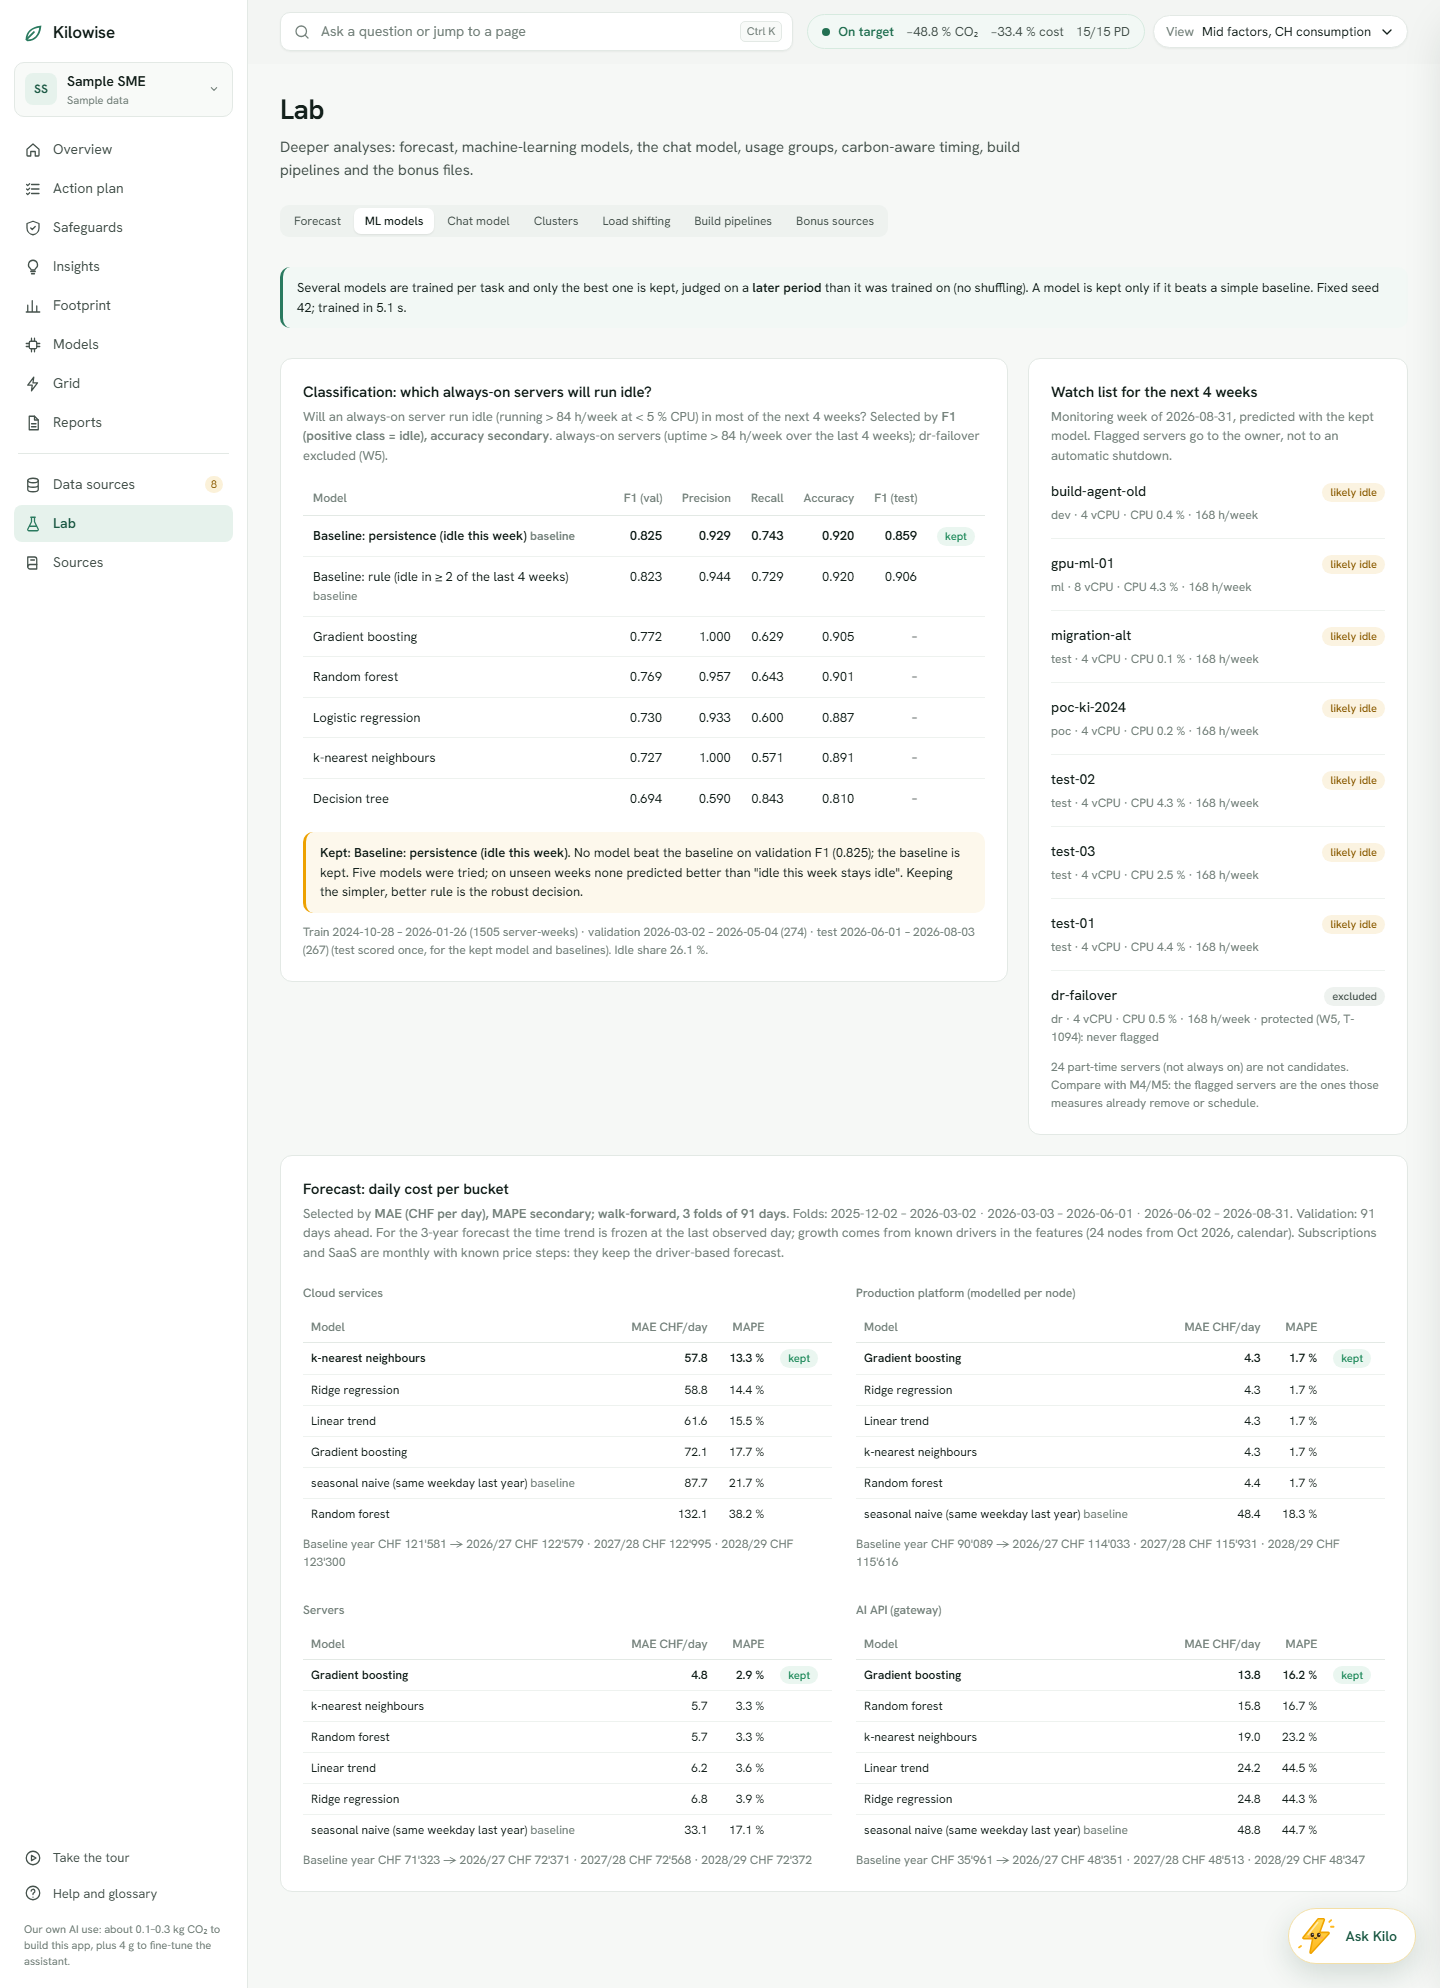 Kilowise
SS
Sample SME
Sample data
Overview
Action plan
Safeguards
Insights
Footprint
Models
Grid
Reports
Data sources 8
Lab
Sources
Take the tour
Help and glossary
Our own AI use: about 0.1–0.3 kg CO₂ to
build this app, plus 4 g to fine-tune the
assistant.
Ask a question or jump to a page Ctrl K
On target −48.8 % CO₂ −33.4 % cost 15/15 PD
View Mid factors, CH consumption
Lab
Deeper analyses: forecast, machine-learning models, the chat model, usage groups, carbon-aware timing, build
pipelines and the bonus files.
Forecast ML models Chat model Clusters Load shifting Build pipelines Bonus sources
Several models are trained per task and only the best one is kept, judged on a later period than it was trained on (no shuffling). A model is kept only if it beats a simple baseline. Fixed seed
42; trained in 5.1 s.
Classification: which always-on servers will run idle?
Will an always-on server run idle (running > 84 h/week at < 5 % CPU) in most of the next 4 weeks? Selected by F1
(positive class = idle), accuracy secondary. always-on servers (uptime > 84 h/week over the last 4 weeks); dr-failover
excluded (W5).
Model F1 (val) Precision Recall Accuracy F1 (test)
Baseline: persistence (idle this week) baseline 0.825 0.929 0.743 0.920 0.859 kept
Baseline: rule (idle in ≥ 2 of the last 4 weeks) 0.823 0.944 0.729 0.920 0.906
baseline
Gradient boosting 0.772 1.000 0.629 0.905 –
Random forest 0.769 0.957 0.643 0.901 –
Logistic regression 0.730 0.933 0.600 0.887 –
k-nearest neighbours 0.727 1.000 0.571 0.891 –
Decision tree 0.694 0.590 0.843 0.810 –
Kept: Baseline: persistence (idle this week). No model beat the baseline on validation F1 (0.825); the baseline is
kept. Five models were tried; on unseen weeks none predicted better than "idle this week stays idle". Keeping
the simpler, better rule is the robust decision.
Train 2024-10-28 – 2026-01-26 (1505 server-weeks) · validation 2026-03-02 – 2026-05-04 (274) · test 2026-06-01 – 2026-08-03
(267) (test scored once, for the kept model and baselines). Idle share 26.1 %.
Watch list for the next 4 weeks
Monitoring week of 2026-08-31, predicted with the kept
model. Flagged servers go to the owner, not to an
automatic shutdown.
build-agent-old likely idle
dev · 4 vCPU · CPU 0.4 % · 168 h/week
gpu-ml-01 likely idle
ml · 8 vCPU · CPU 4.3 % · 168 h/week
migration-alt likely idle
test · 4 vCPU · CPU 0.1 % · 168 h/week
poc-ki-2024 likely idle
poc · 4 vCPU · CPU 0.2 % · 168 h/week
test-02 likely idle
test · 4 vCPU · CPU 4.3 % · 168 h/week
test-03 likely idle
test · 4 vCPU · CPU 2.5 % · 168 h/week
test-01 likely idle
test · 4 vCPU · CPU 4.4 % · 168 h/week
dr-failover excluded
dr · 4 vCPU · CPU 0.5 % · 168 h/week · protected (W5, T-
1094): never flagged
24 part-time servers (not always on) are not candidates.
Compare with M4/M5: the flagged servers are the ones those
measures already remove or schedule.
Forecast: daily cost per bucket
Selected by MAE (CHF per day), MAPE secondary; walk-forward, 3 folds of 91 days. Folds: 2025-12-02 – 2026-03-02 · 2026-03-03 – 2026-06-01 · 2026-06-02 – 2026-08-31. Validation: 91
days ahead. For the 3-year forecast the time trend is frozen at the last observed day; growth comes from known drivers in the features (24 nodes from Oct 2026, calendar). Subscriptions
and SaaS are monthly with known price steps: they keep the driver-based forecast.
Cloud services
Model MAE CHF/day MAPE
k-nearest neighbours 57.8 13.3 % kept
Ridge regression 58.8 14.4 %
Linear trend 61.6 15.5 %
Gradient boosting 72.1 17.7 %
seasonal naive (same weekday last year) baseline 87.7 21.7 %
Random forest 132.1 38.2 %
Baseline year CHF 121'581 → 2026/27 CHF 122'579 · 2027/28 CHF 122'995 · 2028/29 CHF
123'300
Production platform (modelled per node)
Model MAE CHF/day MAPE
Gradient boosting 4.3 1.7 % kept
Ridge regression 4.3 1.7 %
Linear trend 4.3 1.7 %
k-nearest neighbours 4.3 1.7 %
Random forest 4.4 1.7 %
seasonal naive (same weekday last year) baseline 48.4 18.3 %
Baseline year CHF 90'089 → 2026/27 CHF 114'033 · 2027/28 CHF 115'931 · 2028/29 CHF
115'616
Servers
Model MAE CHF/day MAPE
Gradient boosting 4.8 2.9 % kept
k-nearest neighbours 5.7 3.3 %
Random forest 5.7 3.3 %
Linear trend 6.2 3.6 %
Ridge regression 6.8 3.9 %
seasonal naive (same weekday last year) baseline 33.1 17.1 %
Baseline year CHF 71'323 → 2026/27 CHF 72'371 · 2027/28 CHF 72'568 · 2028/29 CHF 72'372
AI API (gateway)
Model MAE CHF/day MAPE
Gradient boosting 13.8 16.2 % kept
Random forest 15.8 16.7 %
k-nearest neighbours 19.0 23.2 %
Linear trend 24.2 44.5 %
Ridge regression 24.8 44.3 %
seasonal naive (same weekday last year) baseline 48.8 44.7 %
Baseline year CHF 35'961 → 2026/27 CHF 48'351 · 2027/28 CHF 48'513 · 2028/29 CHF 48'347
Ask Kilo